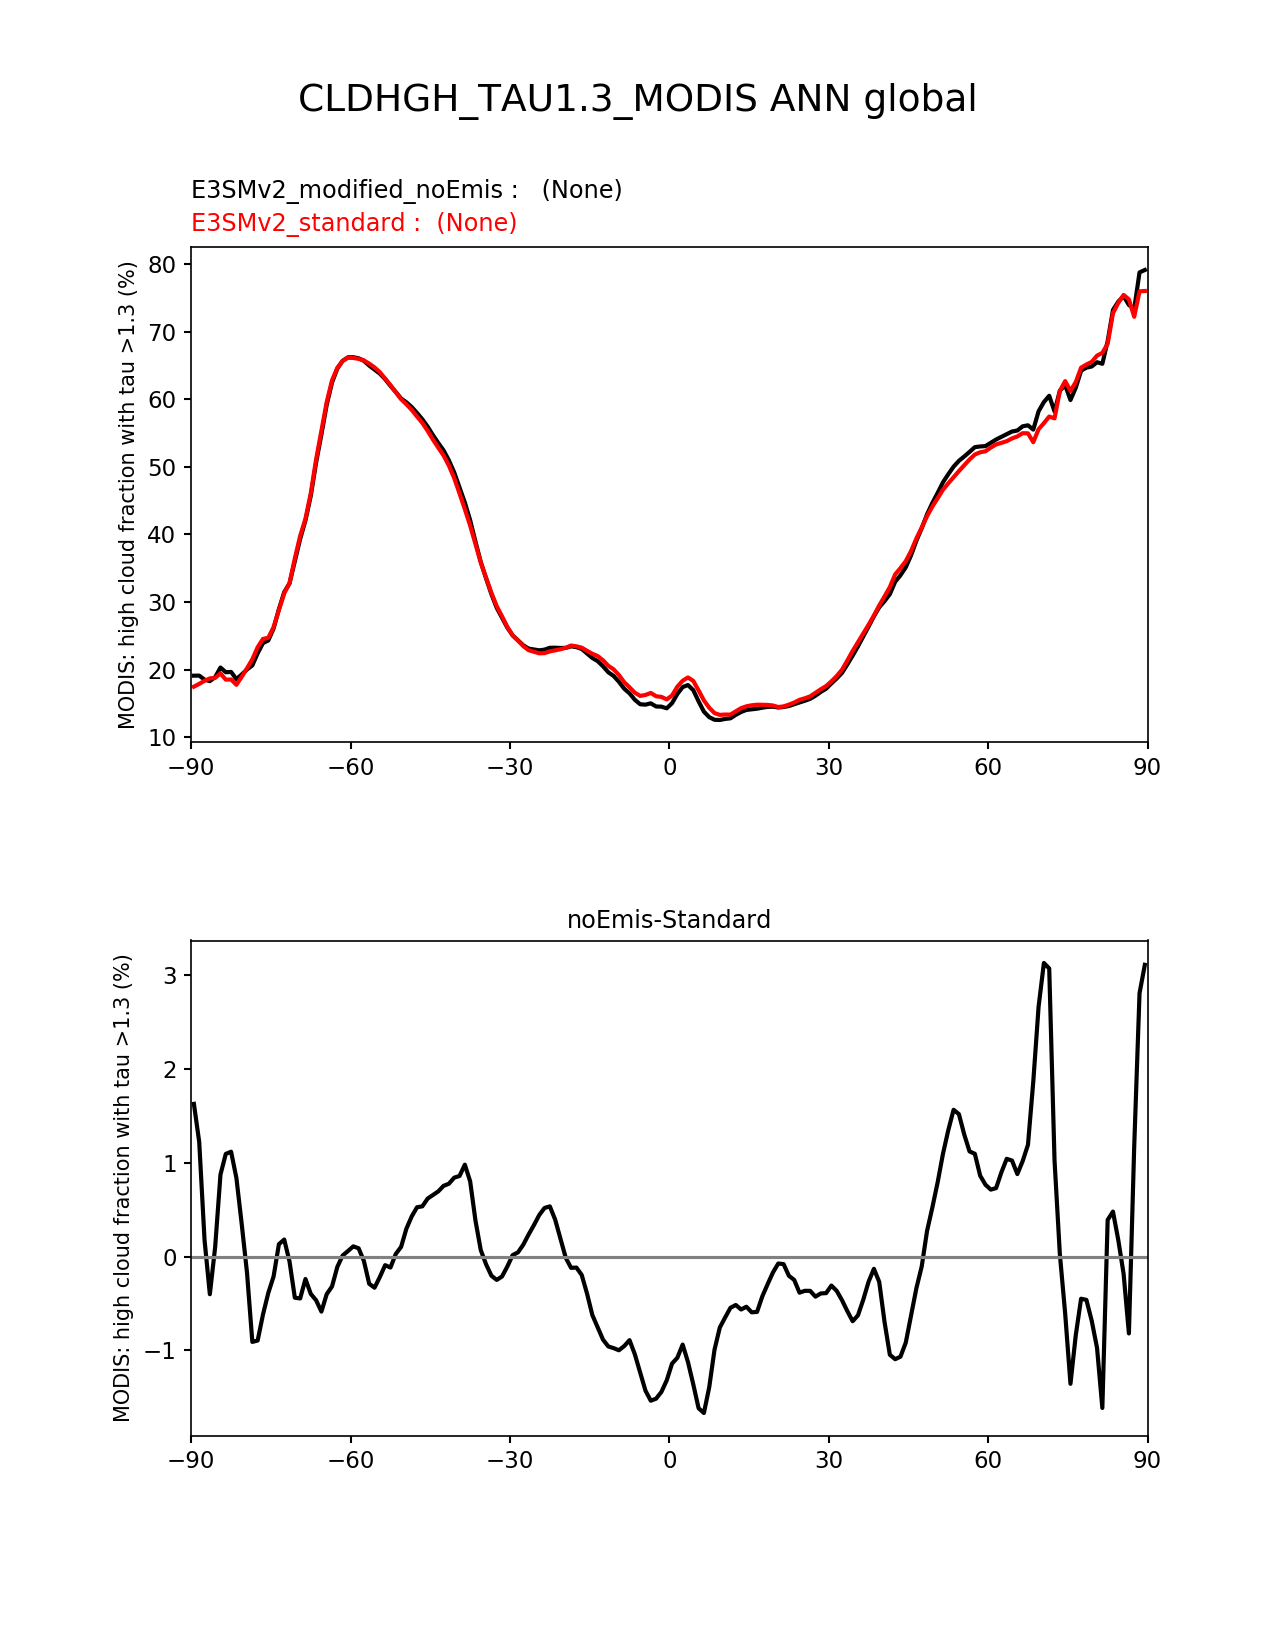 CLDHGH_TAU1.3_MODIS ANN global
E3SMv2_modified_noEmis :   (None)
E3SMv2_standard :  (None)
MODIS: high cloud fraction with tau >1.3 (%)
80
70
60
50
40
30
20
10
−90 −60 −30 0 30 60 90
noEmis-Standard
MODIS: high cloud fraction with tau >1.3 (%)
3
2
1
0
−1
−90 −60 −30 0 30 60 90